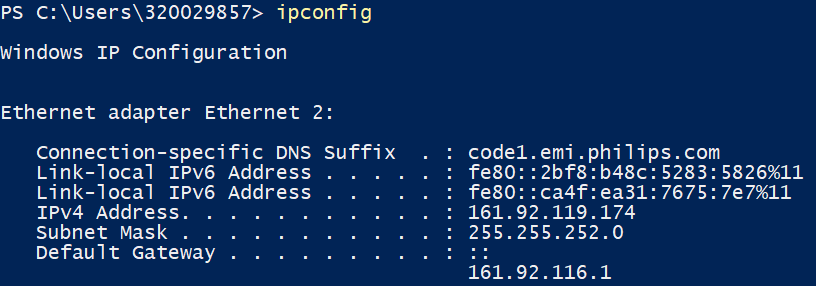 PS C:\Users\320029857> ipconfig
Windows IP Configuration
Ethernet adapter Ethernet 2:
Connection-specific DNS Suffix . : code1.emi.philips.com
Link-local IPv6 Address . . . . . : fe80::2bf8:b48c:5283:5826%11
Link-local IPv6 Address . . . . . : fe80::ca4f:ea31:7675:7e7%11
IPv4 Address. . . . . . . . . . . : 161.92.119.174
Subnet Mask . . . . . . . . . . . : 255.255.252.0
Default Gateway . . . . . . . . . : ::
161.92.116.1